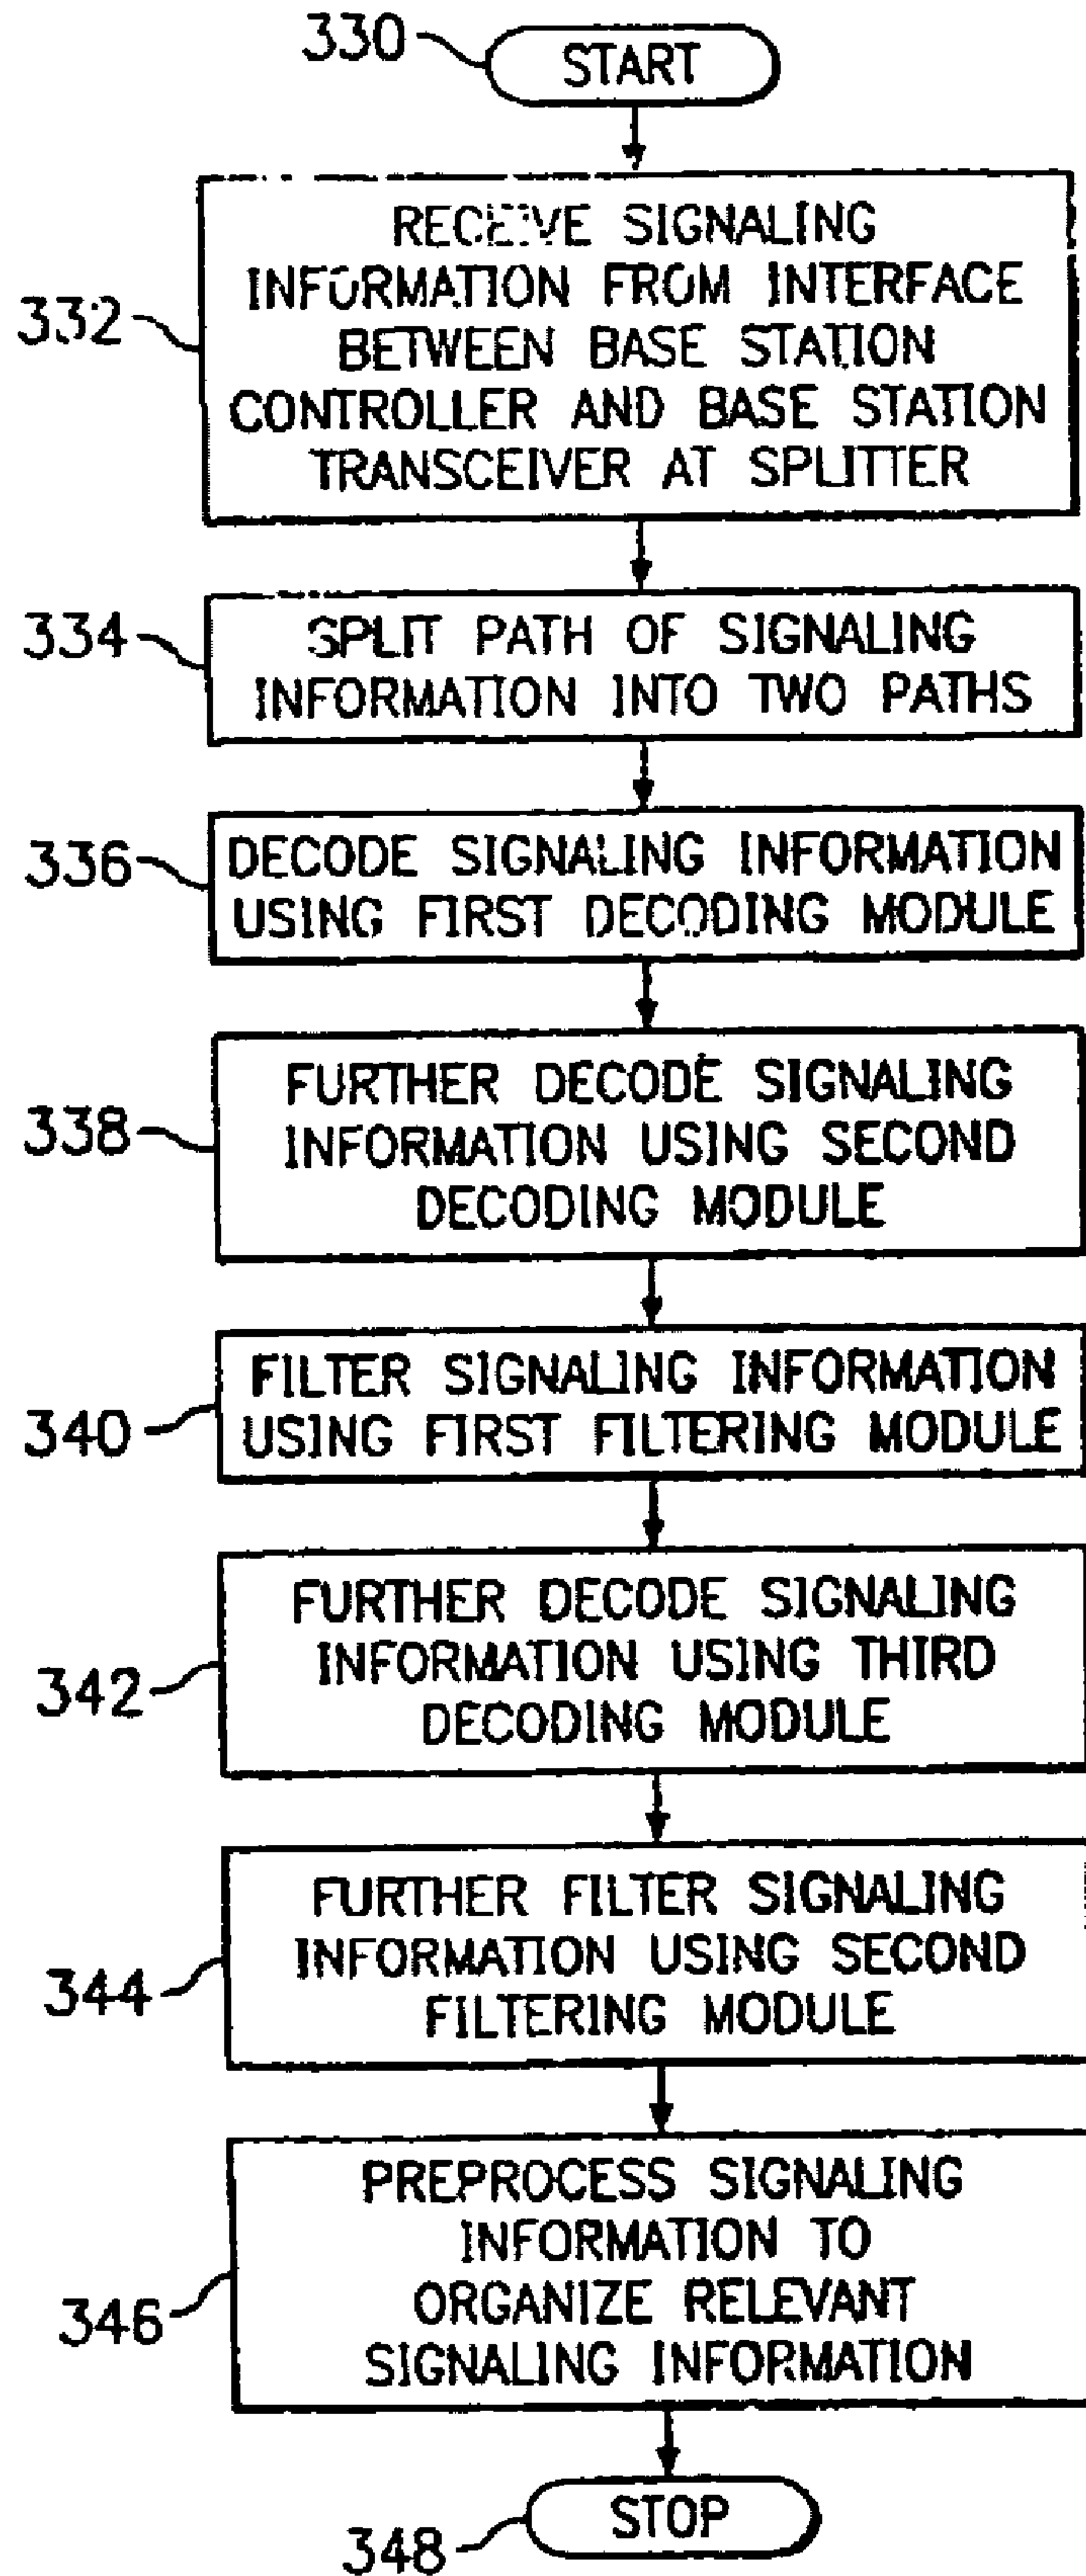 330
START
332
RECEIVE SIGNALING
INFORMATION FROM INTERFACE
BETWEEN BASE STATION
CONTROLLER AND BASE STATION
TRANSCEIVER AT SPLITTER
334
SPLIT PATH OF SIGNALING
INFORMATION INTO TWO PATHS
336
DECODE SIGNALING INFORMATION
USING FIRST DECODING MODULE
338
FURTHER DECODE SIGNALING
INFORMATION USING SECOND
DECODING MODULE
340
FILTER SIGNALING INFORMATION
USING FIRST FILTERING MODULE
342
FURTHER DECODE SIGNALING
INFORMATION USING THIRD
DECODING MODULE
344
FURTHER FILTER SIGNALING
INFORMATION USING SECOND
FILTERING MODULE
346
PREPROCESS SIGNALING
INFORMATION TO
ORGANIZE RELEVANT
SIGNALING INFORMATION
348
STOP